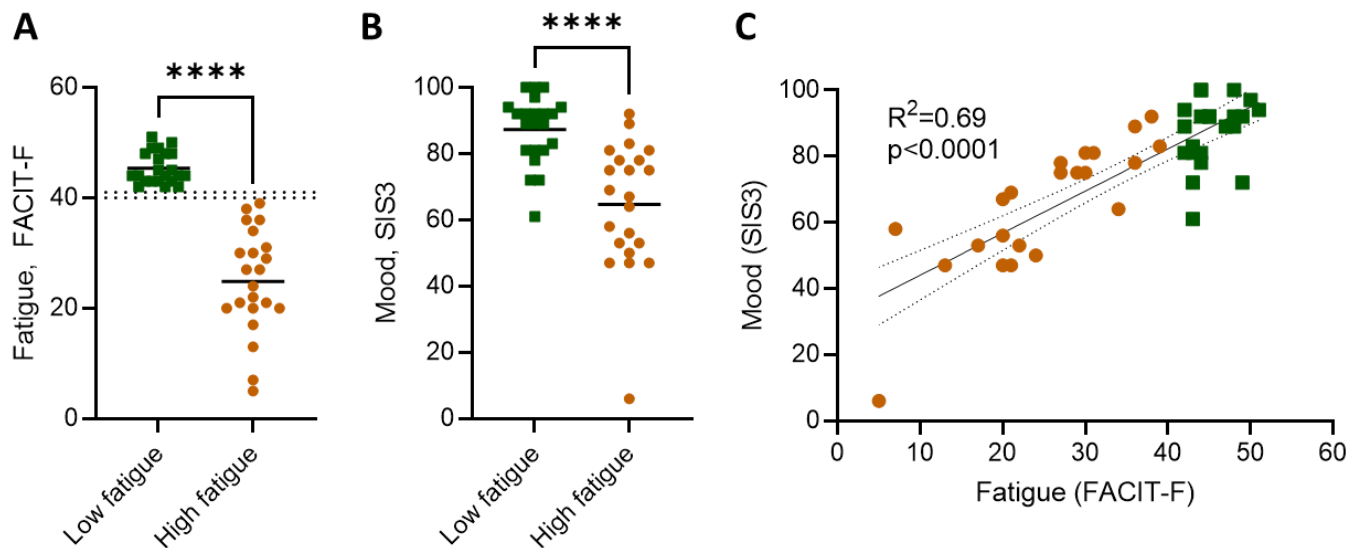 A
Fatigue, FACIT-F
60
40
20
0
****
Low fatigue
High fatigue
B
Mood, SIS3
100
80
60
40
20
0
****
Low fatigue
High fatigue
C
Mood (SIS3)
100
80
60
40
20
0
R²=0.69
p<0.0001
0 10 20 30 40 50 60
Fatigue (FACIT-F)